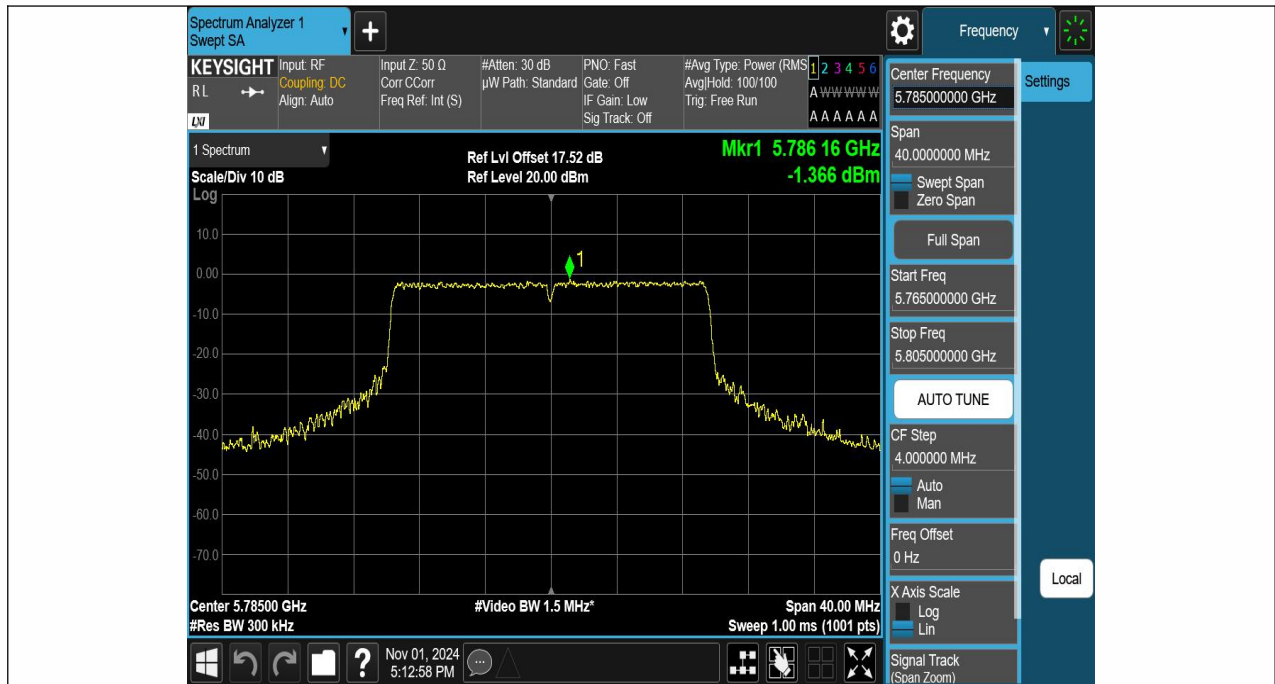 Spectrum Analyzer 1
Swept SA
+
Frequency
KEYSIGHT
RL
LXI
Input: RF
Coupling: DC
Align: Auto
Input Z: 50 Ω
Corr CCorr
Freq Ref: Int (S)
#Atten: 30 dB
µW Path: Standard
PNO: Fast
Gate: Off
IF Gain: Low
Sig Track: Off
#Avg Type: Power (RMS
Avg|Hold: 100/100
Trig: Free Run
1 2 3 4 5 6
A W W W W W
A A A A A A
1 Spectrum
Scale/Div 10 dB
Ref Lvl Offset 17.52 dB
Ref Level 20.00 dBm
Mkr1 5.786 16 GHz
-1.366 dBm
Log
10.0
0.00
-10.0
-20.0
-30.0
-40.0
-50.0
-60.0
-70.0
1
Center 5.78500 GHz
#Res BW 300 kHz
#Video BW 1.5 MHz*
Span 40.00 MHz
Sweep 1.00 ms (1001 pts)
Center Frequency
5.785000000 GHz
Settings
Span
40.0000000 MHz
Swept Span
Zero Span
Full Span
Start Freq
5.765000000 GHz
Stop Freq
5.805000000 GHz
AUTO TUNE
CF Step
4.000000 MHz
Auto
Man
Freq Offset
0 Hz
X Axis Scale
Log
Lin
Signal Track
(Span Zoom)
Local
?
Nov 01, 2024
5:12:58 PM